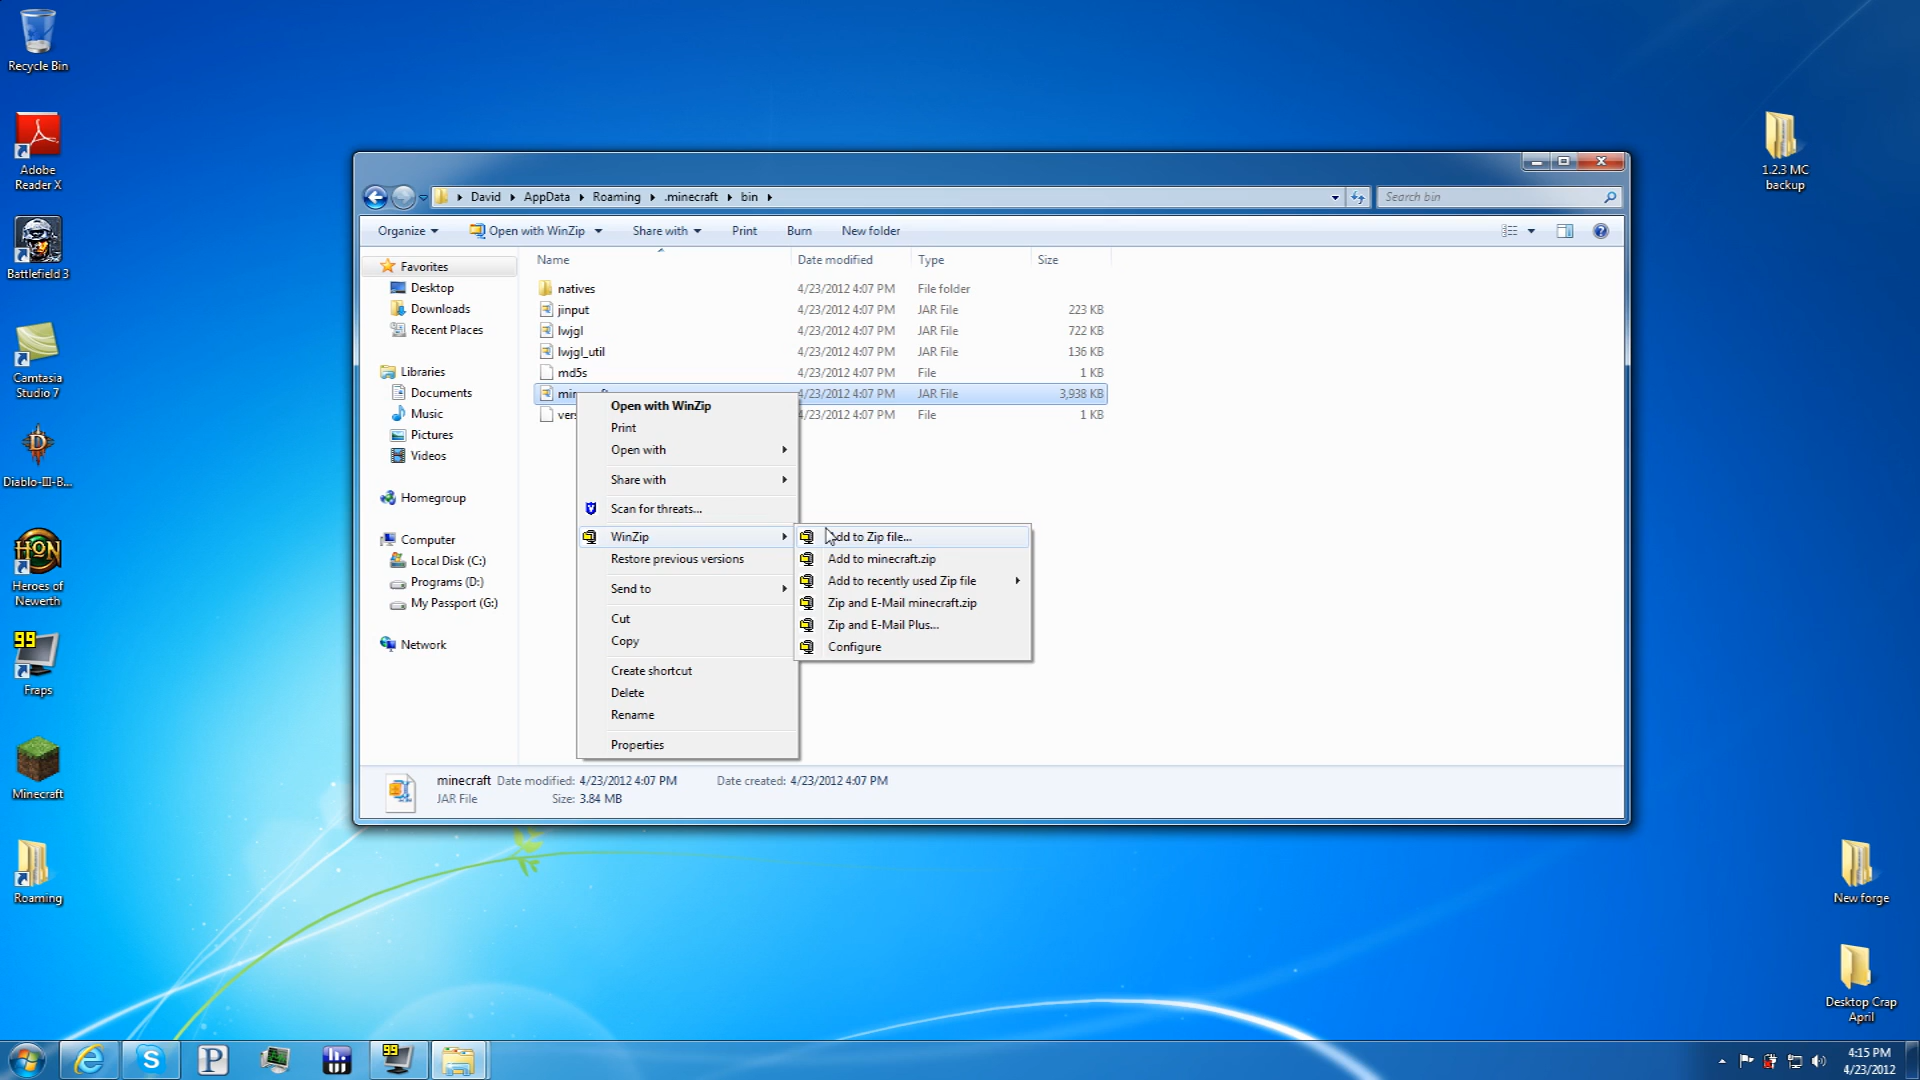 Recycle Bin
Adobe
Reader X
Battlefield 3
Camtasia
Studio 7
Diablo-III-B...
HON
Heroes of
Newerth
99
Fraps
Minecraft
Roaming
1.2.3 MC
backup
New forge
Desktop Crap
April
David
AppData
Roaming
.minecraft
bin
Search bin
Organize
Open with WinZip
Share with
Print
Burn
New folder
Favorites
Desktop
Downloads
Recent Places
Libraries
Documents
Music
Pictures
Videos
Homegroup
Computer
Local Disk (C:)
Programs (D:)
My Passport (G:)
Network
Name Date modified Type Size
natives 4/23/2012 4:07 PM File folder
jinput 4/23/2012 4:07 PM JAR File 223 KB
lwjgl 4/23/2012 4:07 PM JAR File 722 KB
lwjgl_util 4/23/2012 4:07 PM JAR File 136 KB
md5s 4/23/2012 4:07 PM File 1 KB
4/23/2012 4:07 PM JAR File 3,938 KB
4/23/2012 4:07 PM File 1 KB
Open with WinZip
Print
Open with
Share with
Scan for threats...
WinZip
Restore previous versions
Send to
Cut
Copy
Create shortcut
Delete
Rename
Properties
Add to Zip file...
Add to minecraft.zip
Add to recently used Zip file
Zip and E-Mail minecraft.zip
Zip and E-Mail Plus...
Configure
minecraft Date modified: 4/23/2012 4:07 PM Date created: 4/23/2012 4:07 PM
JAR File Size: 3.84 MB
99
4:15 PM
4/23/2012